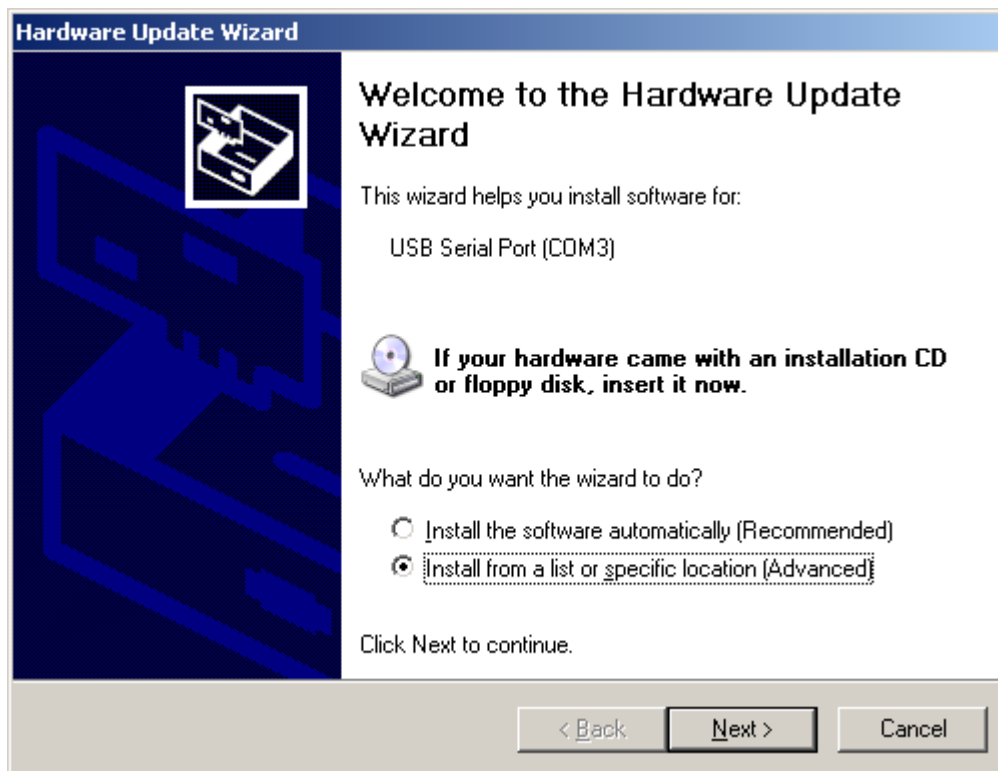 Hardware Update Wizard
Welcome to the Hardware Update
Wizard
This wizard helps you install software for:
USB Serial Port (COM3)
If your hardware came with an installation CD
or floppy disk, insert it now.
What do you want the wizard to do?
Install the software automatically (Recommended)
Install from a list or specific location (Advanced)
Click Next to continue.
< Back Next > Cancel